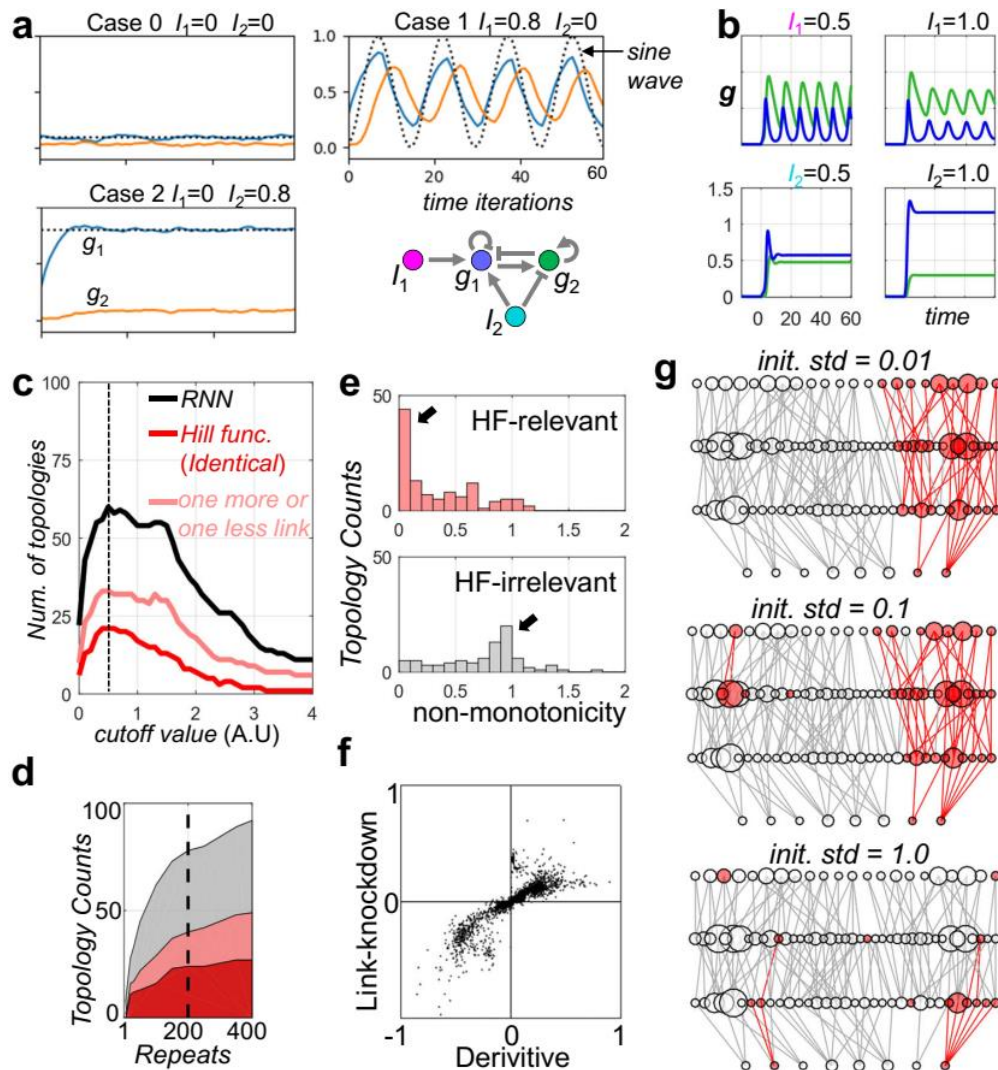 a
Case 0 I1=0 I2=0
Case 1 I1=0.8 I2=0
1.0
0.5
0.0
0 20 40 60
time iterations
sine
wave
Case 2 I1=0 I2=0.8
g1
g2
I1
g1
g2
I2
b
I1=0.5
I1=1.0
g
I2=0.5
I2=1.0
1.5
1
0.5
0
0 20 40 60
time
c
100
75
50
25
0
Num. of topologies
RNN
Hill func.
(Identical)
one more or
one less link
0 1 2 3 4
cutoff value (A.U)
d
100
50
Topology Counts
1 200 400
Repeats
e
50
HF-relevant
0
0 0.5 1 1.5 2
Topology Counts
50
HF-irrelevant
0
0 0.5 1 1.5 2
non-monotonicity
f
1
0
-1
Link-knockdown
-1 0 1
Derivitive
g
init. std = 0.01
init. std = 0.1
init. std = 1.0